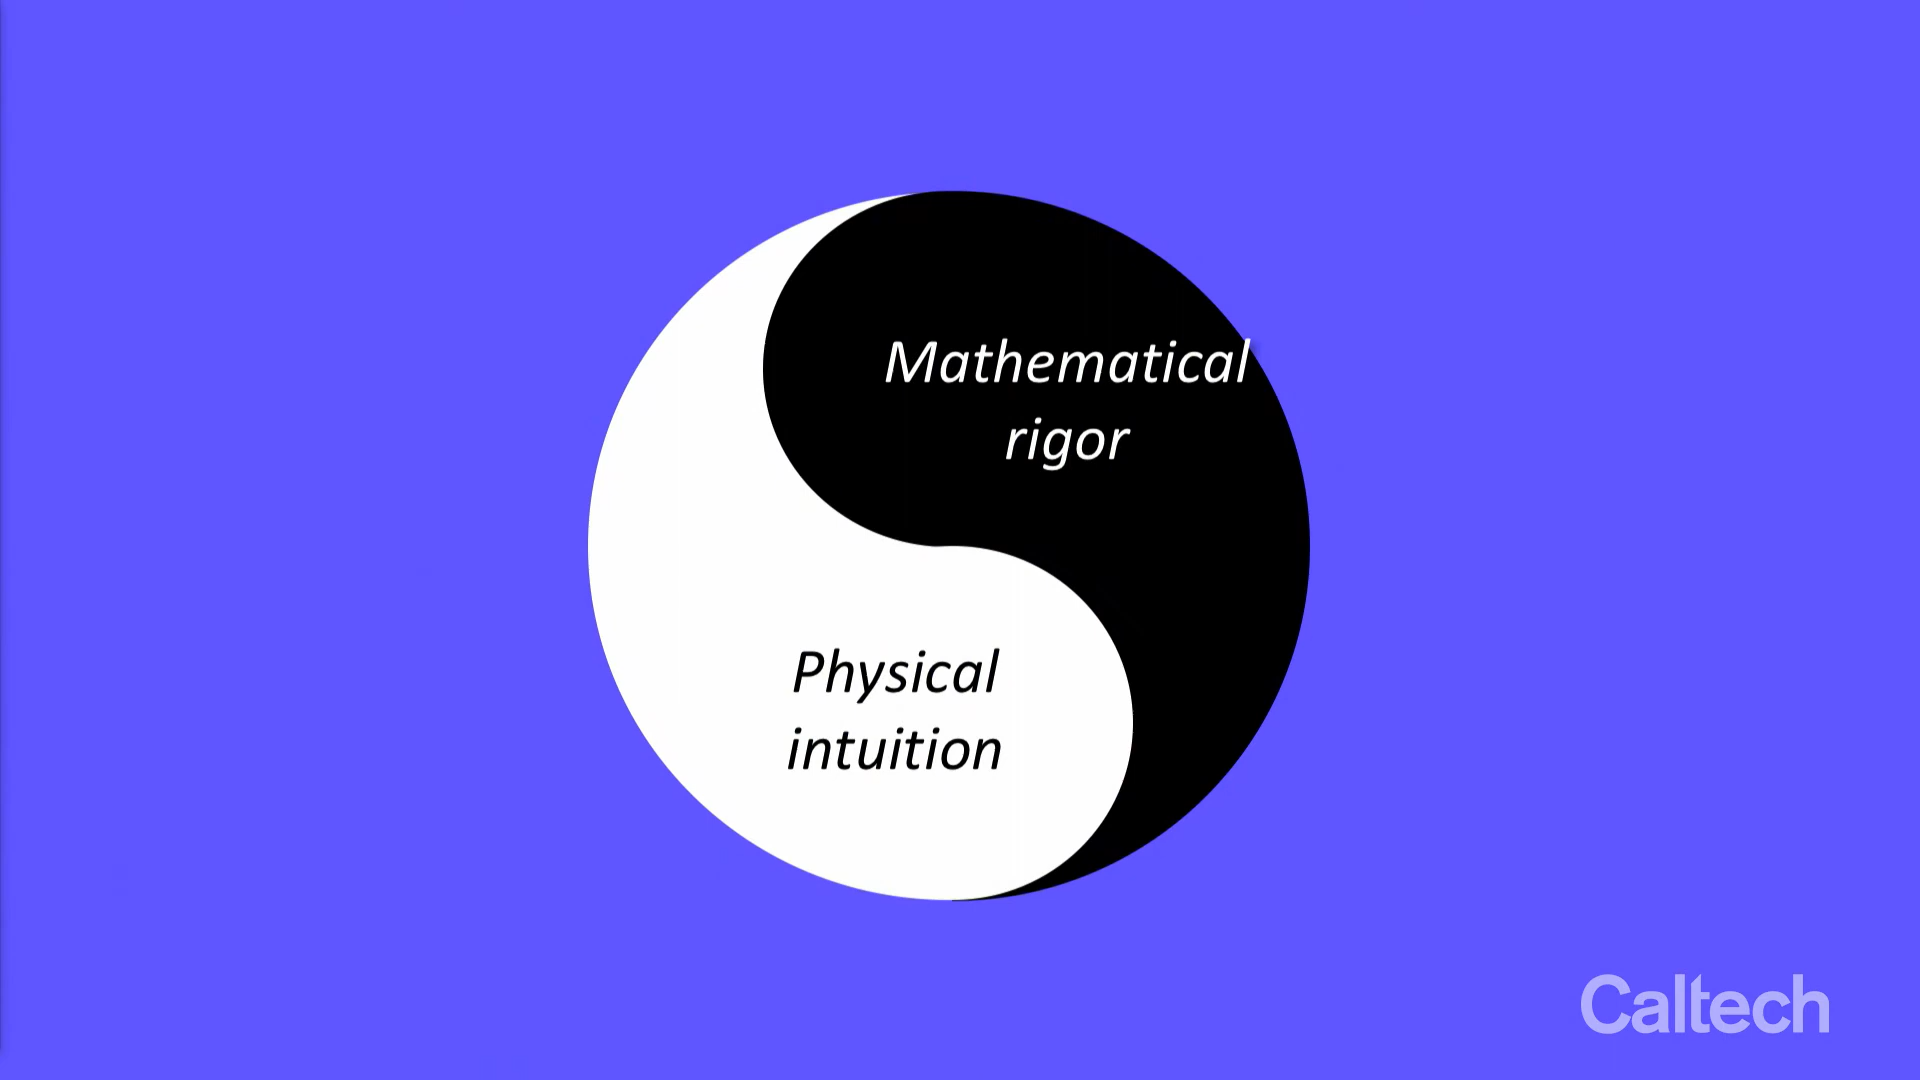 Mathematical
rigor
Physical
intuition
Caltech